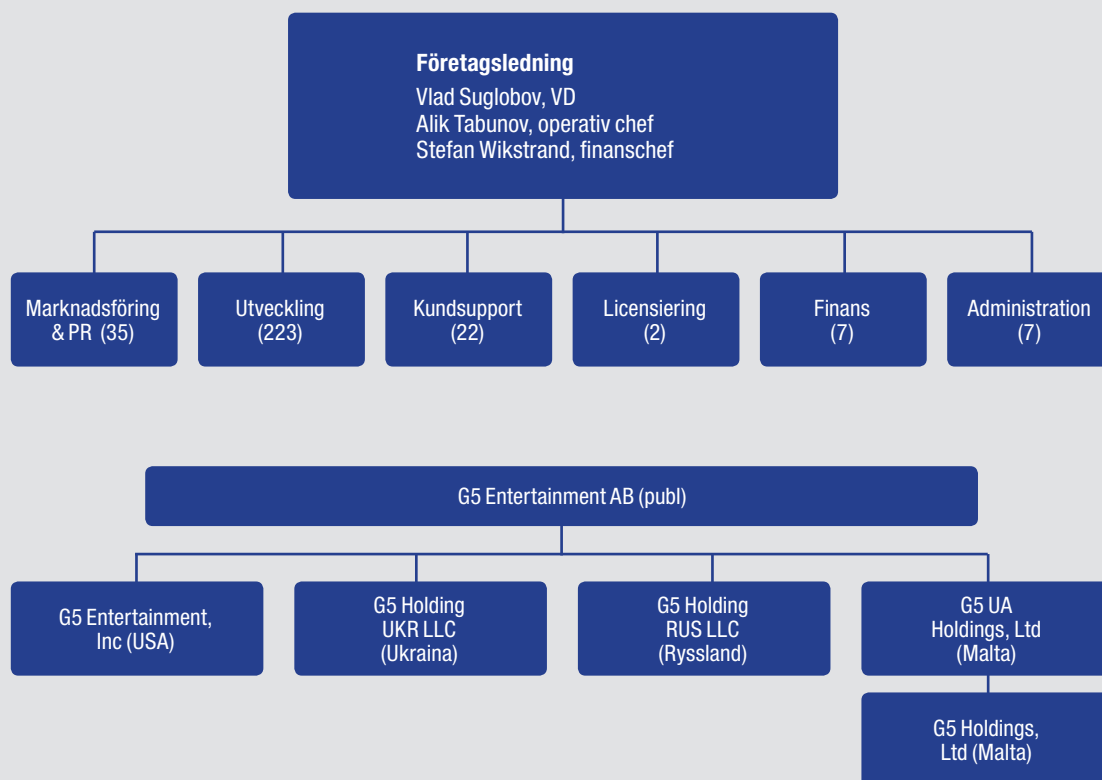 Företagsledning
Vlad Suglobov, VD
Alik Tabunov, operativ chef
Stefan Wikstrand, finanschef
Marknadsföring
& PR (35)
Utveckling
(223)
Kundsupport
(22)
Licensiering
(2)
Finans
(7)
Administration
(7)
G5 Entertainment AB (publ)
G5 Entertainment,
Inc (USA)
G5 Holding
UKR LLC
(Ukraina)
G5 Holding
RUS LLC
(Ryssland)
G5 UA
Holdings, Ltd
(Malta)
G5 Holdings,
Ltd (Malta)